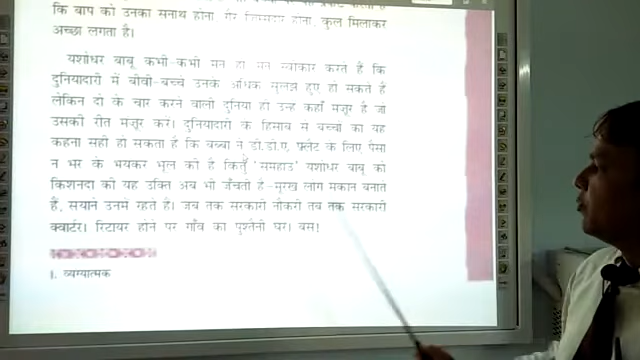 कि बाप को उनका सनाथ होना, गैर ज़िम्मेदार होना, कुल मिलाकर
अच्छा लगता है।
यशोधर बाबू कभी-कभी मन ही मन स्वीकार करते हैं कि
दुनियादारी में बीवी-बच्चे उनके अधिक सुलझे हुए हो सकते हैं
लेकिन दो के चार करने वाली दुनिया ही उन्हें कहाँ मंज़ूर है जो
उसकी रीत मंज़ूर करें। दुनियादारी के हिसाब से बच्चों का यह
कहना सही हो सकता है कि बब्बा ने डी.डी.ए. फ़्लैट के लिए पैसा
न भर के भयंकर भूल की है किंतु 'समहाउ' यशोधर बाबू को
किशनदा की यह उक्ति अब भी जँचती है-मूरख लोग मकान बनाते
हैं, सयाने उनमें रहते हैं। जब तक सरकारी नौकरी तब तक सरकारी
क्वार्टर। रिटायर होने पर गाँव का पुश्तैनी घर। बस!
1. व्यंग्यात्मक